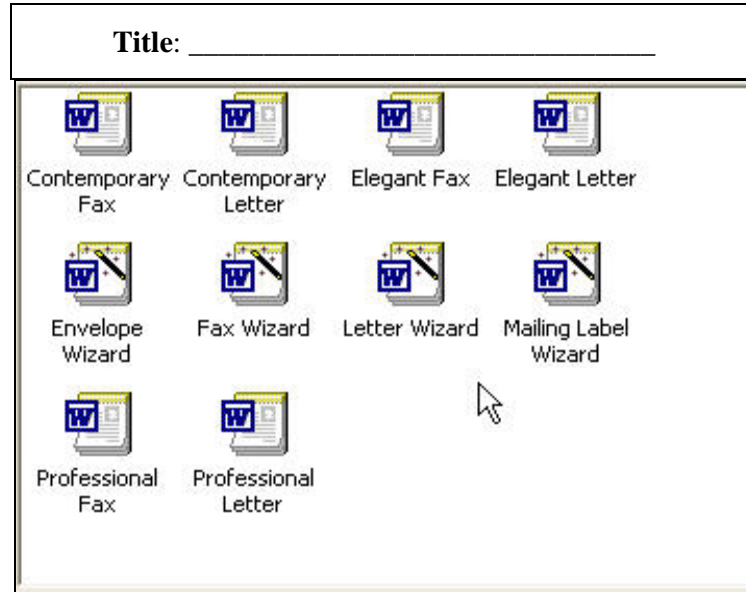 Title: ________________________________
Contemporary Fax
Contemporary Letter
Elegant Fax
Elegant Letter
Envelope Wizard
Fax Wizard
Letter Wizard
Mailing Label Wizard
Professional Fax
Professional Letter